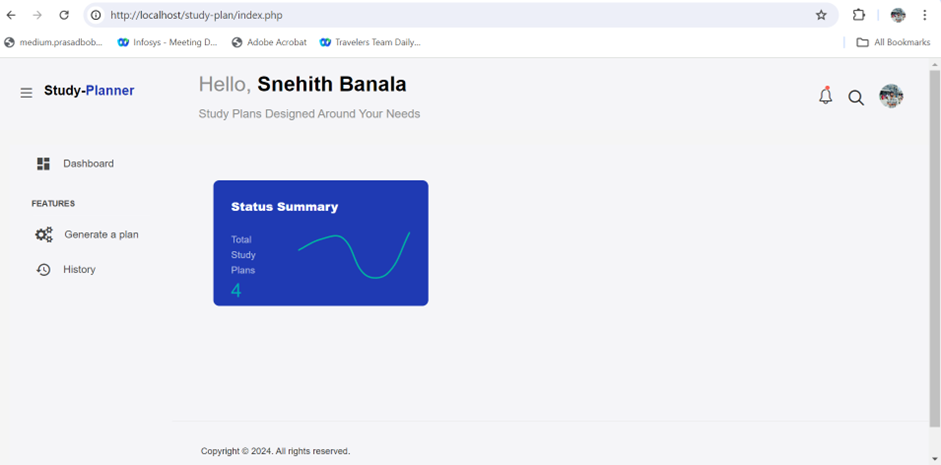 http://localhost/study-plan/index.php
medium.prasadbob...
Infosys - Meeting D...
Adobe Acrobat
Travelers Team Daily...
All Bookmarks
Study-Planner
Hello, Snehith Banala
Study Plans Designed Around Your Needs
Dashboard
FEATURES
Generate a plan
History
Status Summary
Total
Study
Plans
4
Copyright © 2024. All rights reserved.